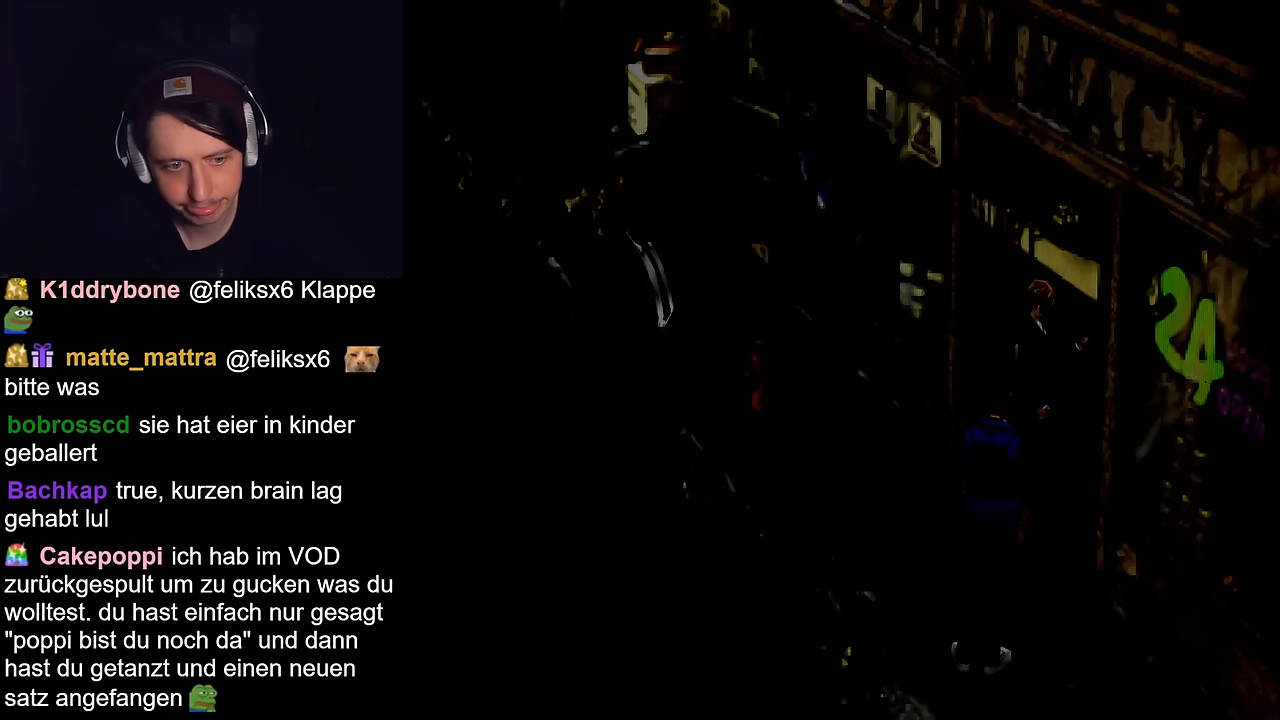 K1ddrybone @feliksx6 Klappe
matte_mattra @feliksx6
bitte was
bobrosscd sie hat eier in kinder
geballert
Bachkap true, kurzen brain lag
gehabt lul
Cakepoppi ich hab im VOD
zurückgespult um zu gucken was du
wolltest. du hast einfach nur gesagt
"poppi bist du noch da" und dann
hast du getanzt und einen neuen
satz angefangen
24